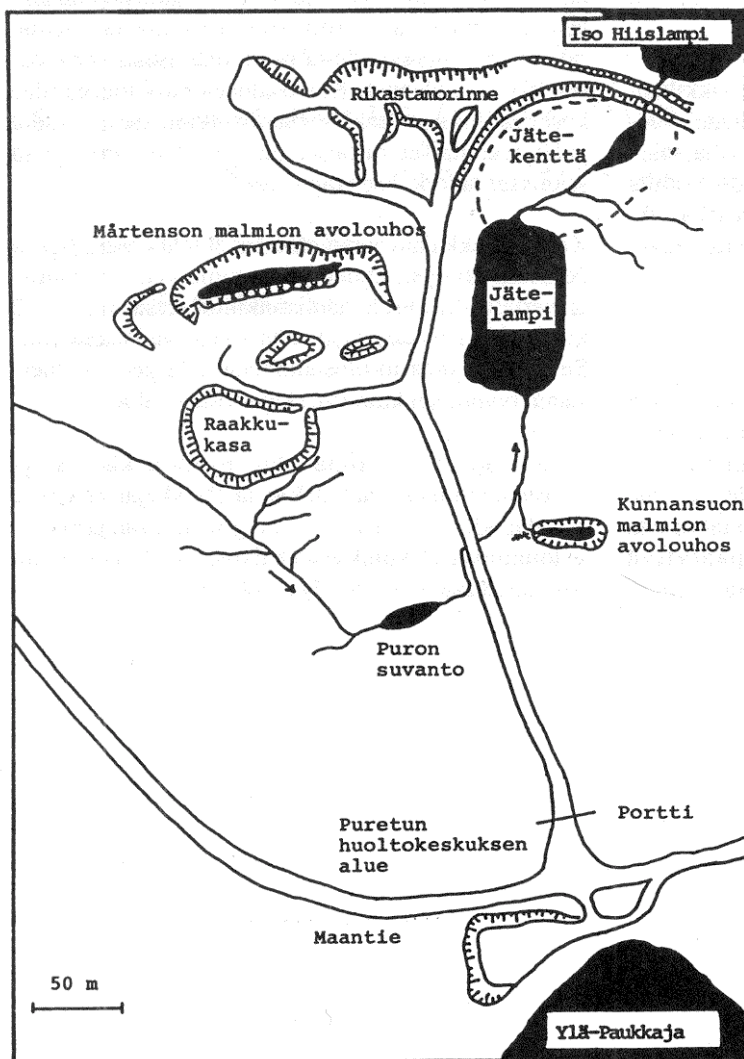 Iso Hiislampi
Rikastamorinne
Jäte-
kenttä
Mårtenson malmion avolouhos
Jäte-
lampi
Raakku-
kasa
Kunnansuon
malmion
avolouhos
Puron
suvanto
Puretun
huoltokeskuksen
alue
Portti
Maantie
50 m
Ylä-Paukkaja